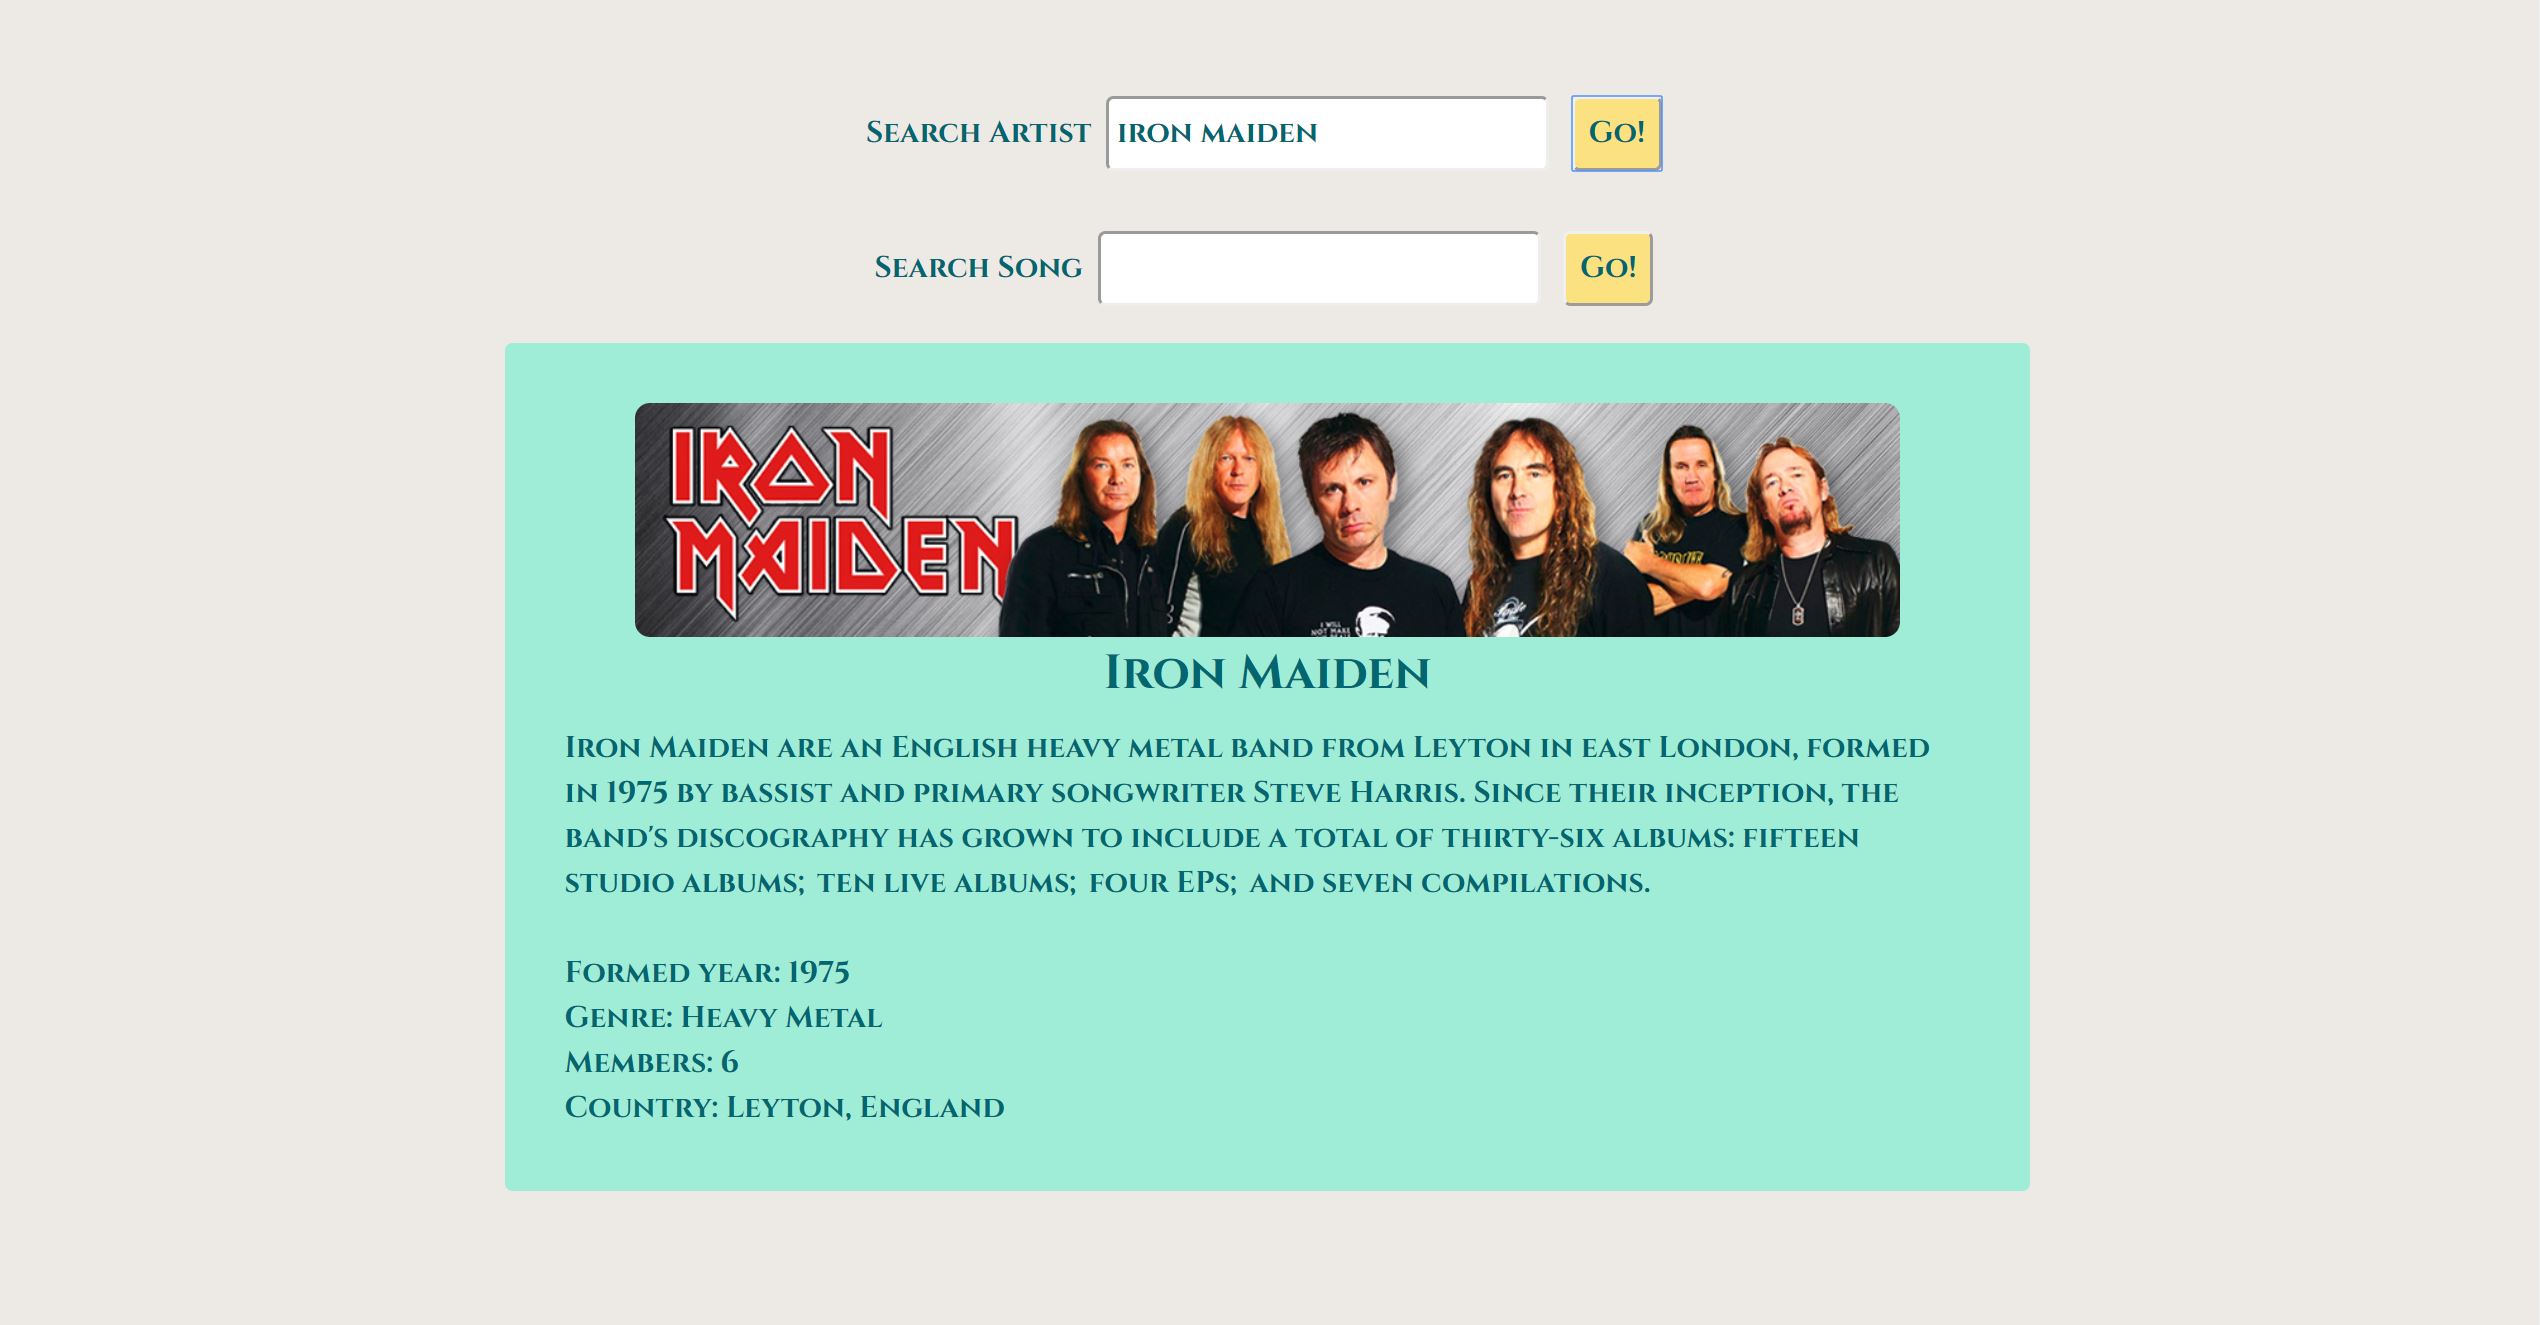 Search Artist iron maiden Go!
Search Song Go!
IRON
MAIDEN
I WILL
NOT MAKE
Iron Maiden
Iron Maiden are an English heavy metal band from Leyton in east London, formed
in 1975 by bassist and primary songwriter Steve Harris. Since their inception, the
band's discography has grown to include a total of thirty-six albums: fifteen
studio albums; ten live albums; four EPs; and seven compilations.
Formed year: 1975
Genre: Heavy Metal
Members: 6
Country: Leyton, England